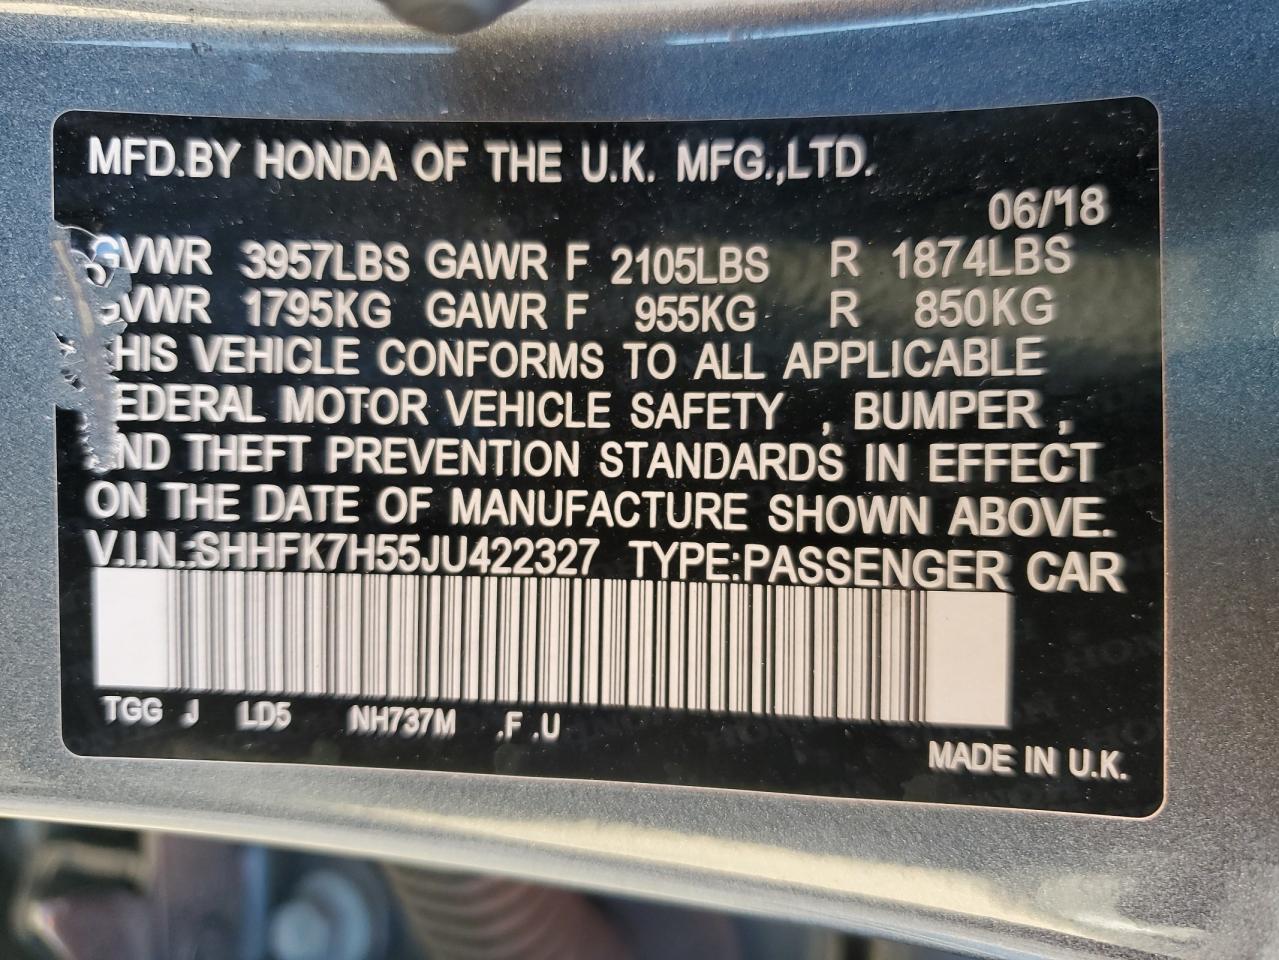 MFD.BY HONDA OF THE U.K. MFG.,LTD.
06/'18
GVWR 3957LBS GAWR F 2105LBS R 1874LBS
GVWR 1795KG GAWR F 955KG R 850KG
THIS VEHICLE CONFORMS TO ALL APPLICABLE
FEDERAL MOTOR VEHICLE SAFETY , BUMPER ,
AND THEFT PREVENTION STANDARDS IN EFFECT
ON THE DATE OF MANUFACTURE SHOWN ABOVE.
V.I.N.:SHHFK7H55JU422327 TYPE:PASSENGER CAR
TGG J LD5 NH737M .F .U
MADE IN U.K.